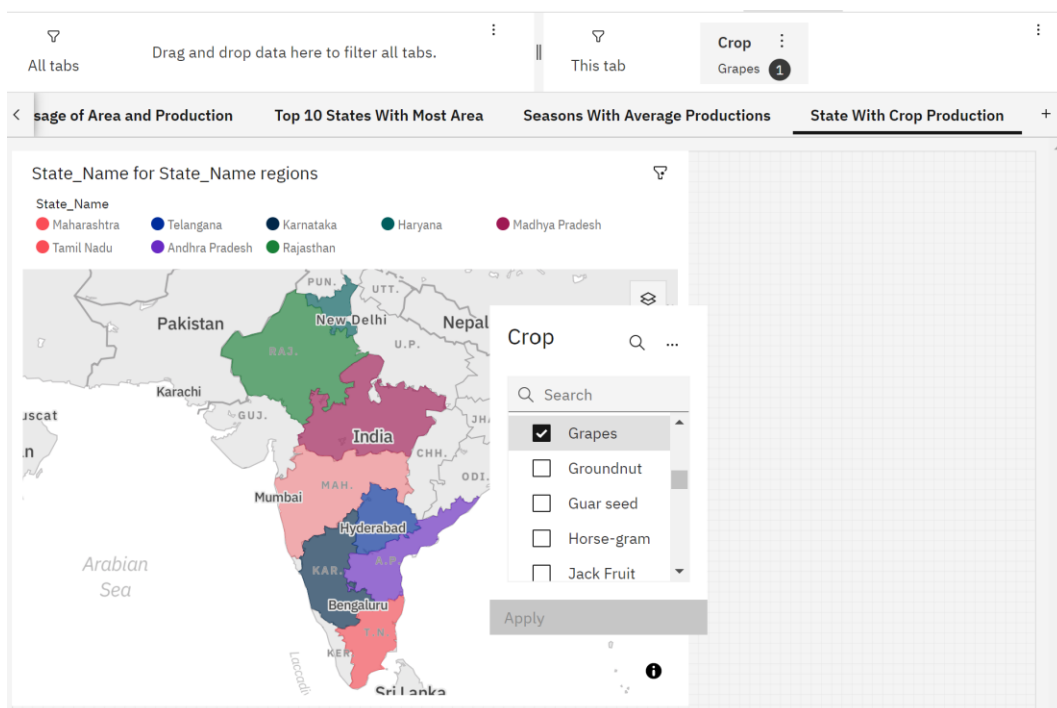 All tabs
Drag and drop data here to filter all tabs.
This tab
Crop
Grapes 1
sage of Area and Production
Top 10 States With Most Area
Seasons With Average Productions
State With Crop Production
State_Name for State_Name regions
State_Name
Maharashtra
Telangana
Karnataka
Haryana
Madhya Pradesh
Tamil Nadu
Andhra Pradesh
Rajasthan
PUN.
UTT.
Pakistan
New Delhi
Nepal
RAJ.
U.P.
Karachi
uscat
GUJ.
JH
India
n
CHH.
MAH.
ODI.
Mumbai
Hyderabad
Arabian
Sea
KAR.
A.P.
Bengaluru
T.N.
KER
Laccadi
Sri Lanka
Crop
Search
Grapes
Groundnut
Guar seed
Horse-gram
Jack Fruit
Apply